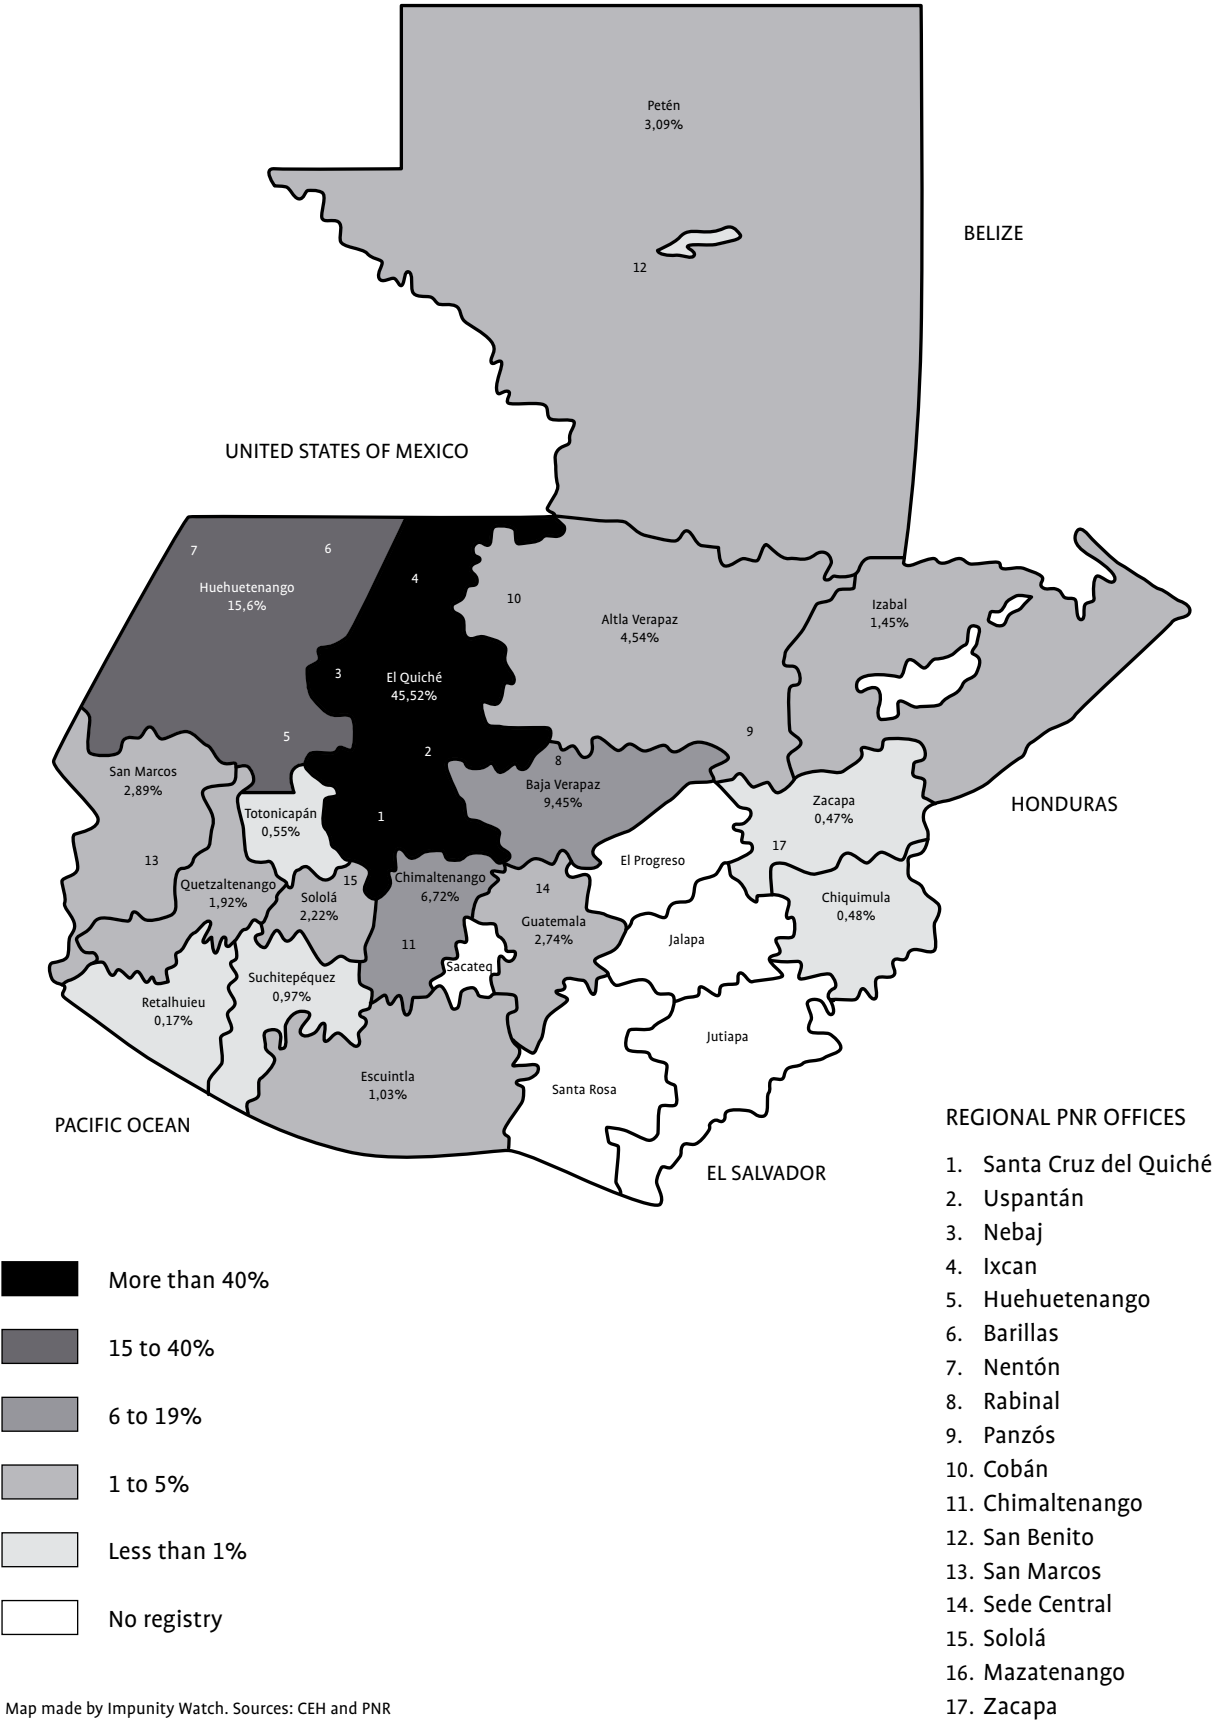 Petén
3,09%
BELIZE
12
UNITED STATES OF MEXICO
7
6
4
Huehuetenango
15,6%
10
Altla Verapaz
4,54%
Izabal
1,45%
3
El Quiché
45,52%
5
2
9
8
San Marcos
2,89%
Baja Verapaz
9,45%
Totonicapán
0,55%
1
Zacapa
0,47%
HONDURAS
13
El Progreso
17
Quetzaltenango
1,92%
15
Sololá
2,22%
Chimaltenango
6,72%
14
Guatemala
2,74%
Chiquimula
0,48%
11
Jalapa
Sacateq
Suchitepéquez
0,97%
Retalhuieu
0,17%
Jutiapa
Escuintla
1,03%
Santa Rosa
PACIFIC OCEAN
EL SALVADOR
REGIONAL PNR OFFICES
1. Santa Cruz del Quiché
2. Uspantán
3. Nebaj
4. Ixcan
5. Huehuetenango
6. Barillas
7. Nentón
8. Rabinal
9. Panzós
10. Cobán
11. Chimaltenango
12. San Benito
13. San Marcos
14. Sede Central
15. Sololá
16. Mazatenango
17. Zacapa
More than 40%
15 to 40%
6 to 19%
1 to 5%
Less than 1%
No registry
Map made by Impunity Watch. Sources: CEH and PNR